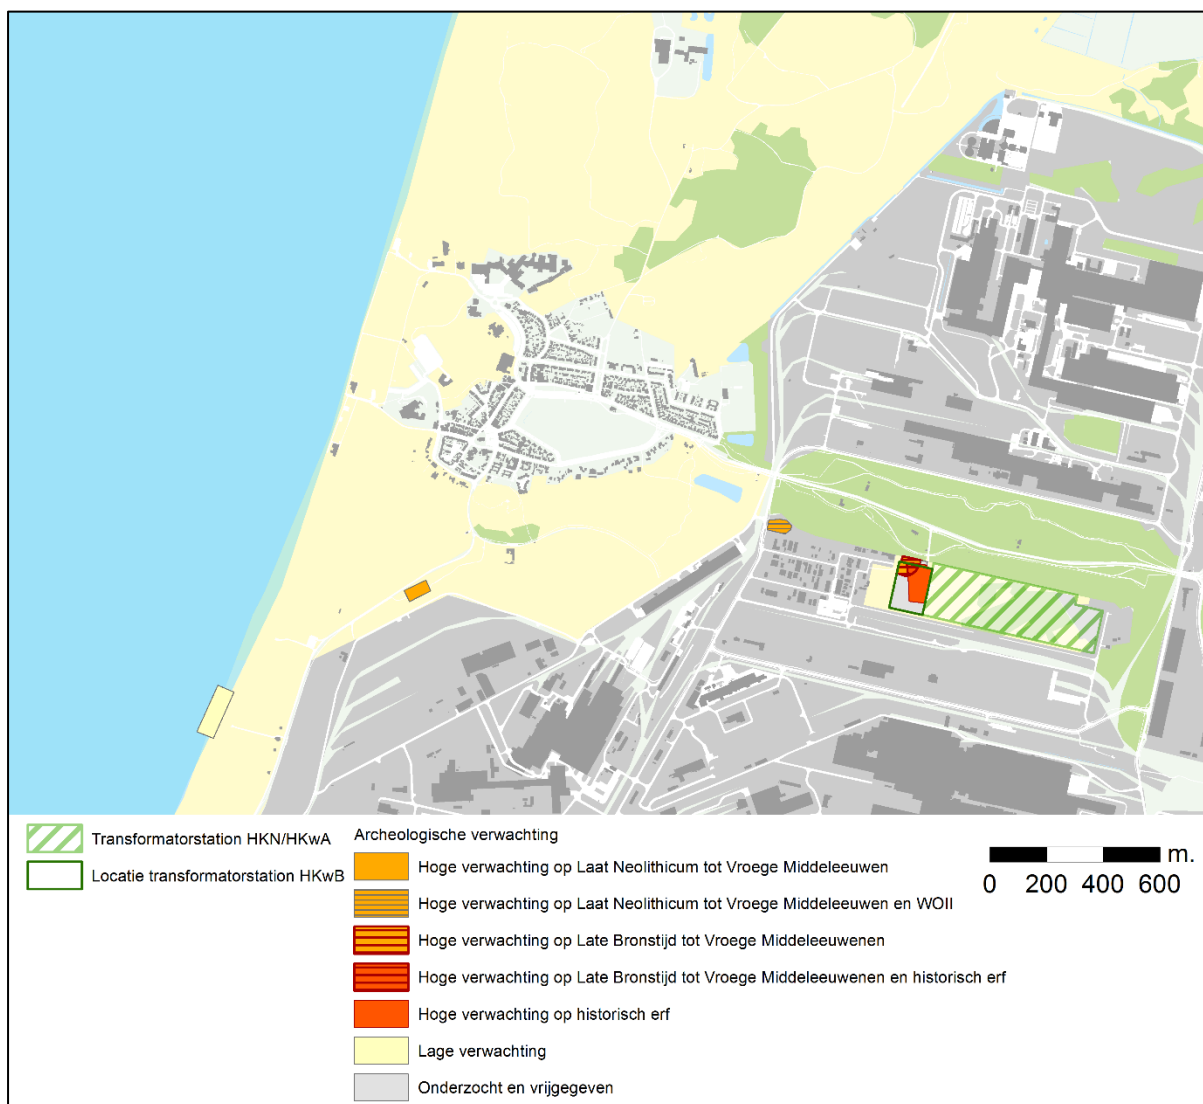 Transformatorstation HKN/HKwA
Locatie transformatorstation HKwB
Archeologische verwachting
Hoge verwachting op Laat Neolithicum tot Vroege Middeleeuwen
Hoge verwachting op Laat Neolithicum tot Vroege Middeleeuwen en WOII
Hoge verwachting op Late Bronstijd tot Vroege Middeleeuwenen
Hoge verwachting op Late Bronstijd tot Vroege Middeleeuwenen en historisch erf
Hoge verwachting op historisch erf
Lage verwachting
Onderzocht en vrijgegeven
m.
0 200 400 600